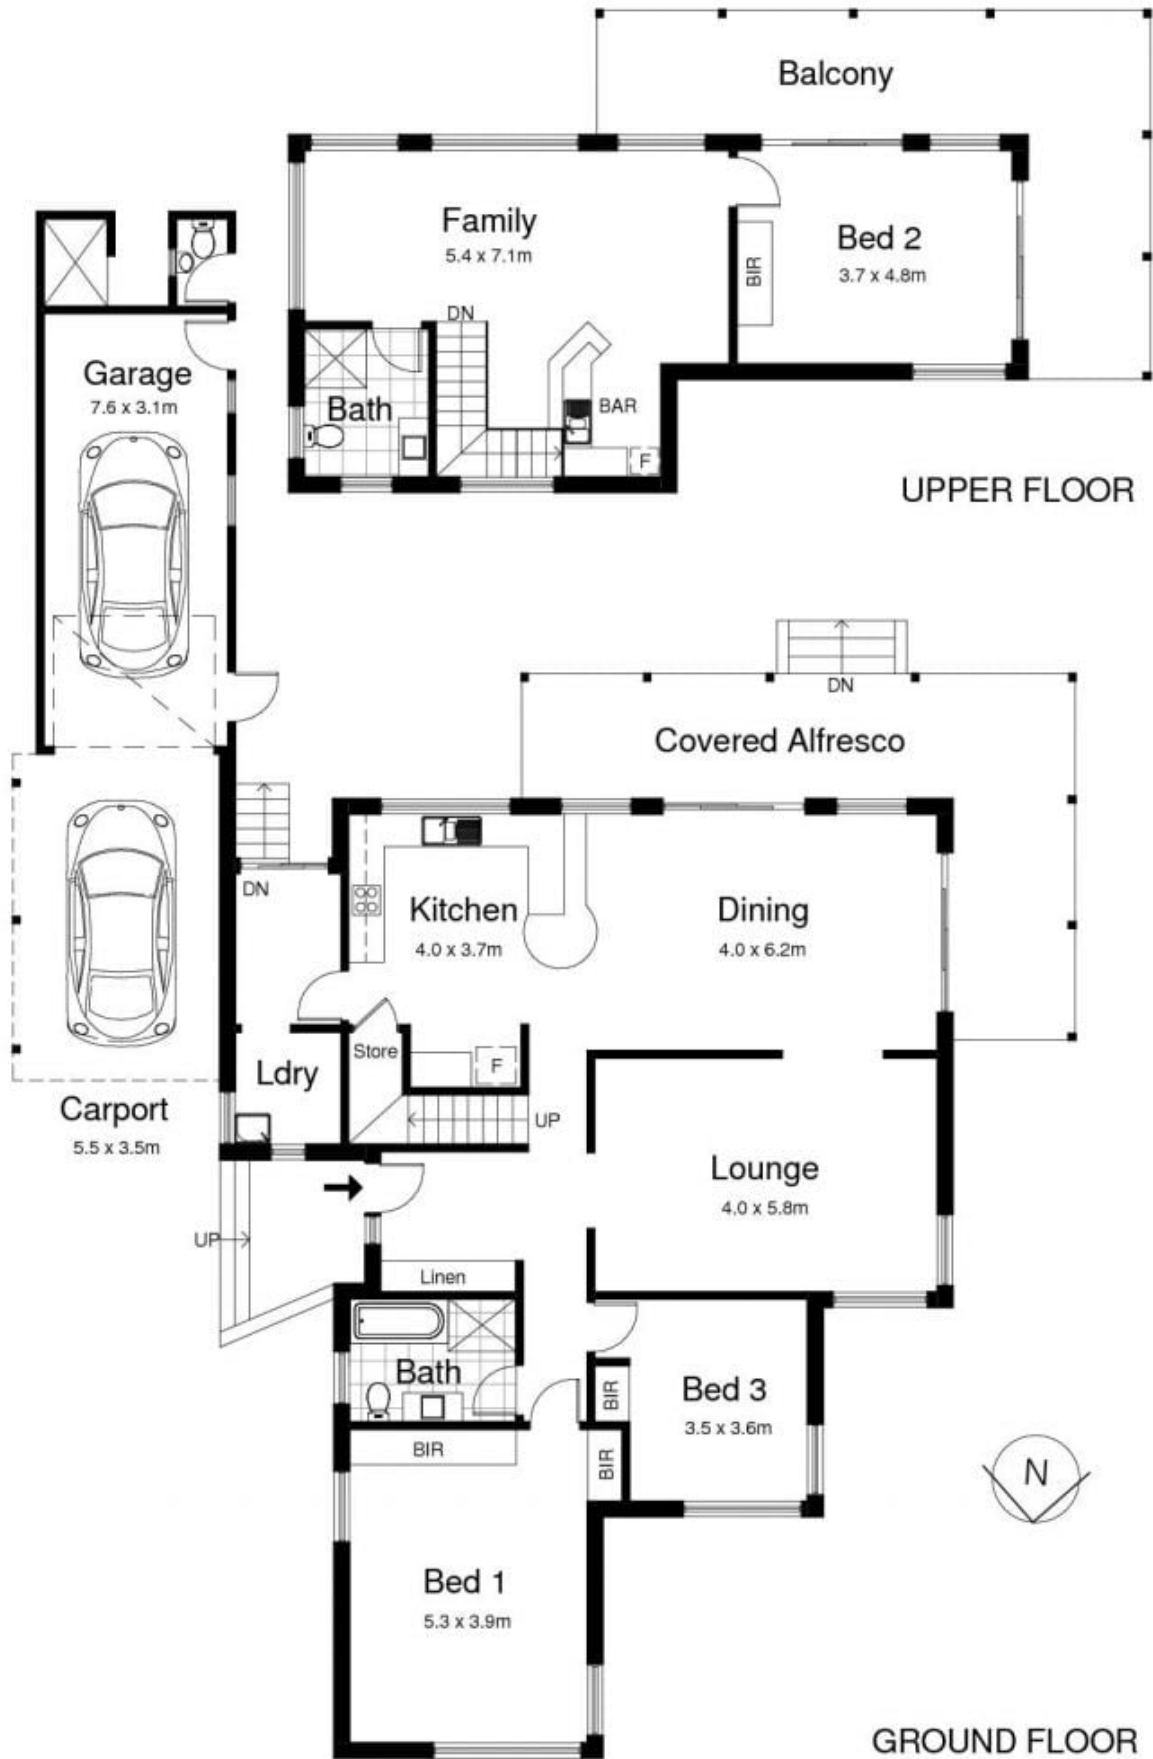 Balcony
Family
5.4 x 7.1m
Bed 2
3.7 x 4.8m
BIR
DN
Bath
BAR
F
UPPER FLOOR
Garage
7.6 x 3.1m
DN
Covered Alfresco
DN
Kitchen
4.0 x 3.7m
Dining
4.0 x 6.2m
Store
F
Ldry
UP
Carport
5.5 x 3.5m
Lounge
4.0 x 5.8m
UP
Linen
Bath
BIR
Bed 3
3.5 x 3.6m
BIR
BIR
N
Bed 1
5.3 x 3.9m
GROUND FLOOR